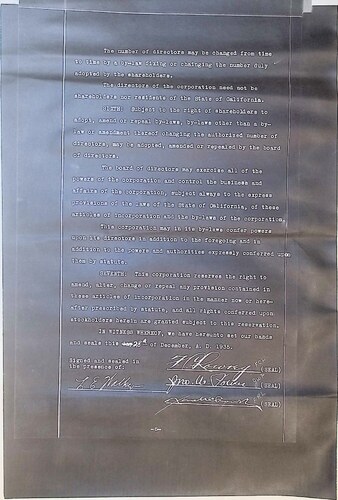 The number of directors may be changed from time
to time by a by-law fixing or changing the number duly
adopted by the shareholders.
The directors of the corporation need not be
shareholders nor residents of the State of California.
SIXTH: Subject to the right of shareholders to
adopt, amend or repeal by-laws, by-laws other than a by-
law or amendment thereof changing the authorized number of
directors, may be adopted, amended or repealed by the board
of directors.
The board of directors may exercise all of the
powers of the corporation and control the business and
affairs of the corporation, subject always to the express
provisions of the laws of the State of California, of these
articles of incorporation and the by-laws of the corporation.
This corporation may in its by-laws confer powers
upon its directors in addition to the foregoing and in
addition to the powers and authorities expressly conferred upon
them by statute.
SEVENTH: This corporation reserves the right to
amend, alter, change or repeal any provision contained in
these articles of incorporation in the manner now or here-
after prescribed by statute, and all rights conferred upon
stockholders herein are granted subject to this reservation.
IN WITNESS WHEREOF, we have hereunto set our hands
and seals this 28th of December, A. D. 1935.
Signed and sealed in
the presence of:
Lowrey (SEAL)
(SEAL)
(SEAL)